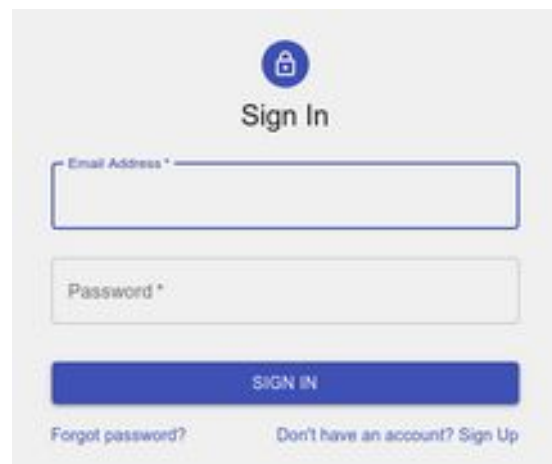 Sign In
Email Address *
Password *
SIGN IN
Forgot password? Don't have an account? Sign Up